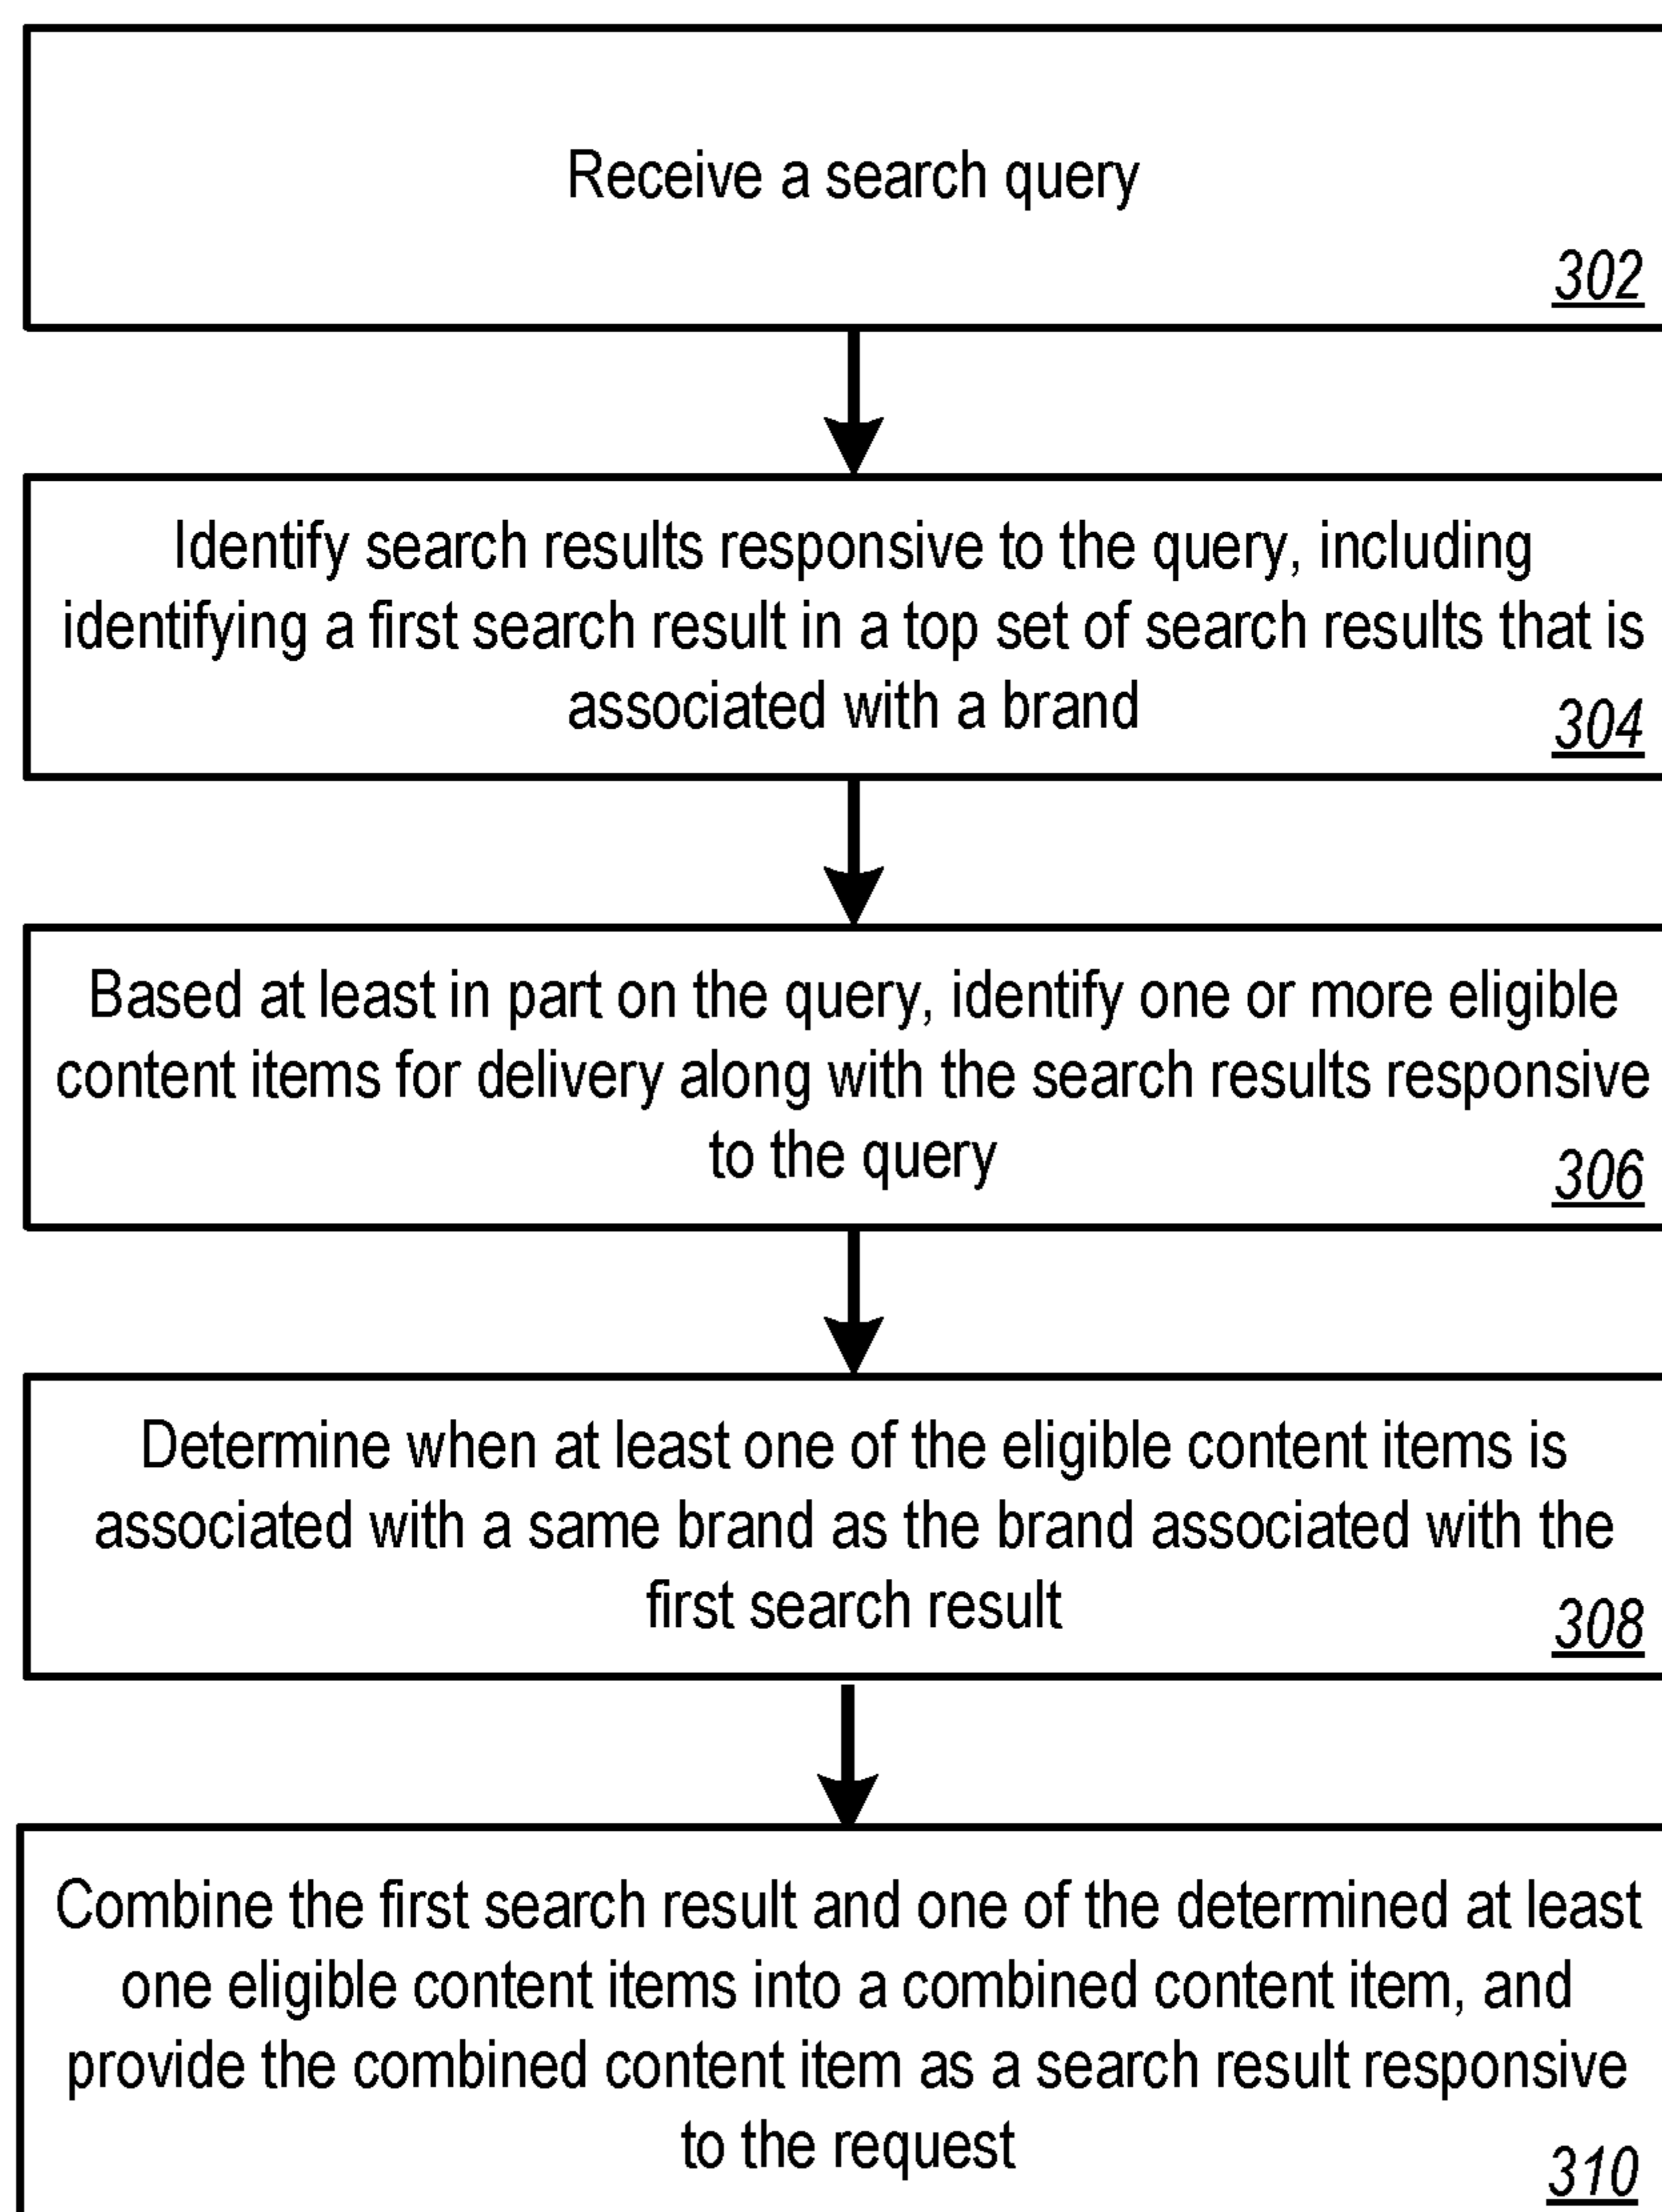 Receive a search query
302
Identify search results responsive to the query, including
identifying a first search result in a top set of search results that is
associated with a brand
304
Based at least in part on the query, identify one or more eligible
content items for delivery along with the search results responsive
to the query
306
Determine when at least one of the eligible content items is
associated with a same brand as the brand associated with the
first search result
308
Combine the first search result and one of the determined at least
one eligible content items into a combined content item, and
provide the combined content item as a search result responsive
to the request
310